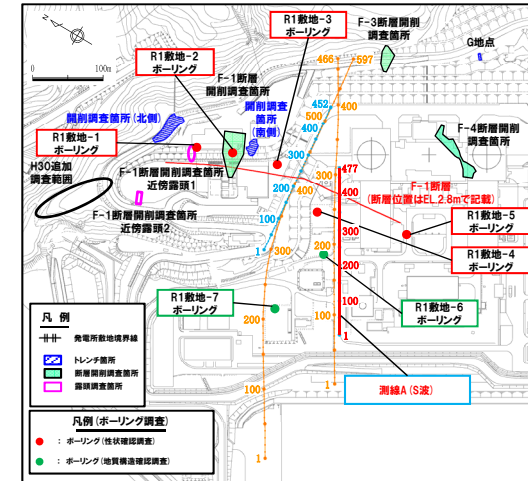 N
0
100m
R1敷地-3
ボーリング
F-3断層開削
調査箇所
G地点
R1敷地-2
ボーリング
F-1断層
開削調査箇所
466
597
500
400
452
400
開削調査箇所(北側)
開削調査
箇所
(南側)
R1敷地-1
ボーリング
300
300
400
F-4断層開削
調査箇所
H30追加
調査範囲
F-1断層開削調査箇所
近傍露頭1
477
400
F-1断層
(断層位置はEL2.8mで記載)
200
300
F-1断層開削調査箇所
近傍露頭2
100
R1敷地-5
ボーリング
1
300
200
300
200
R1敷地-4
ボーリング
R1敷地-7
ボーリング
R1敷地-6
ボーリング
200
100
100
1
凡 例
発電所敷地境界線
トレンチ箇所
断層開削調査箇所
露頭調査箇所
100
1
測線A(S波)
凡例(ボーリング調査)
: ボーリング(性状確認調査)
: ボーリング(地質構造確認調査)
1